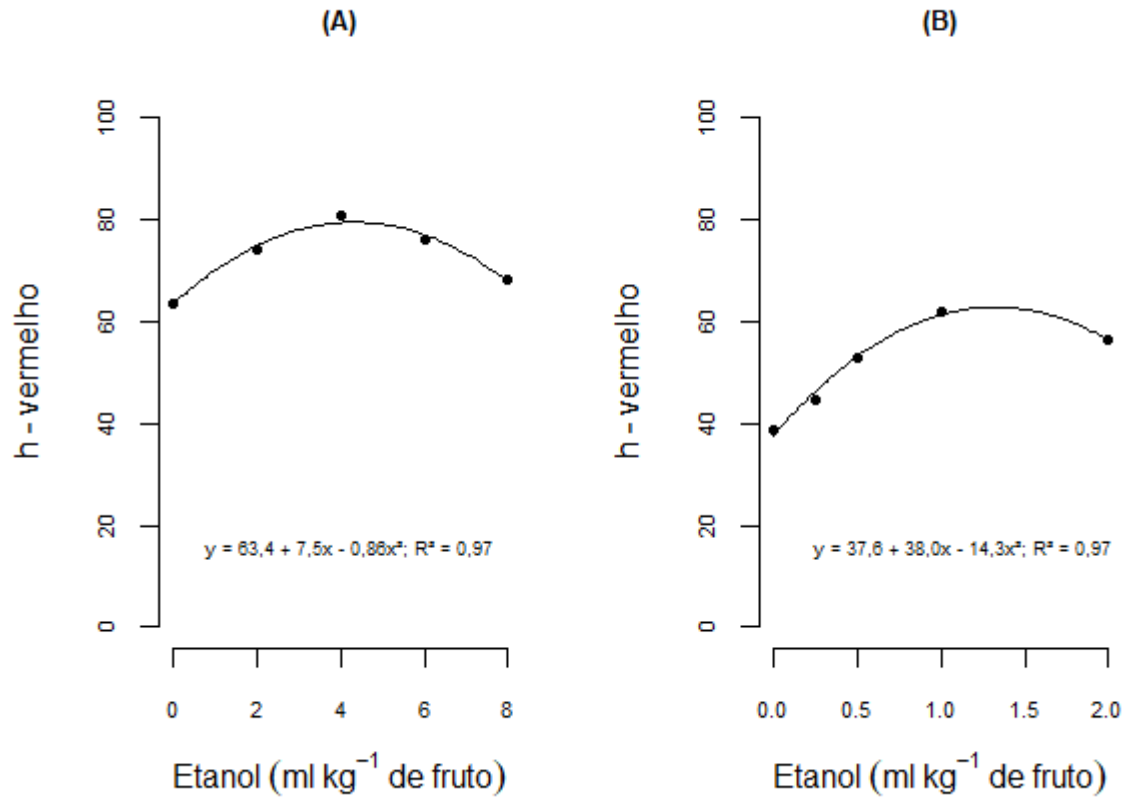 (A)
100
80
60
40
20
0
h - vermelho
y = 63,4 + 7,5x - 0,86x²; R² = 0,97
0 2 4 6 8
Etanol (ml kg⁻¹ de fruto)
(B)
100
80
60
40
20
0
h - vermelho
y = 37,6 + 38,0x - 14,3x²; R² = 0,97
0.0 0.5 1.0 1.5 2.0
Etanol (ml kg⁻¹ de fruto)